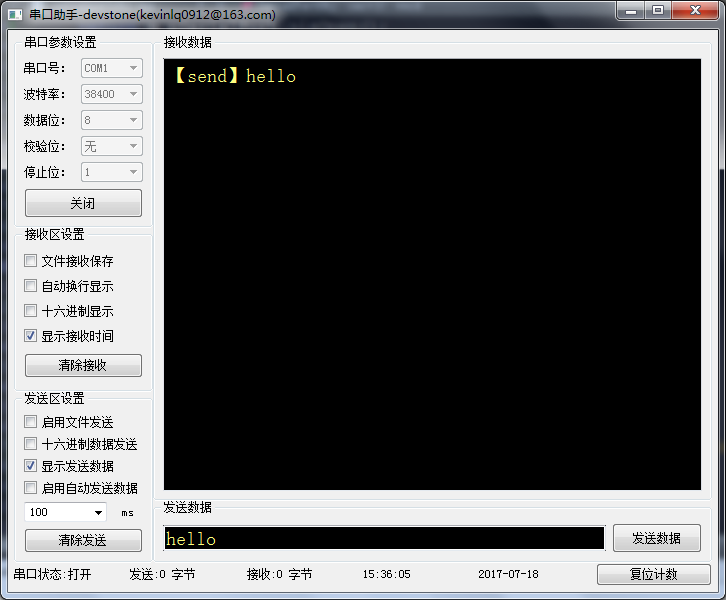 串口助手-devstone(kevinlq0912@163.com)
串口参数设置
串口号: COM1
波特率: 38400
数据位: 8
校验位: 无
停止位: 1
关闭
接收区设置
文件接收保存
自动换行显示
十六进制显示
显示接收时间
清除接收
发送区设置
启用文件发送
十六进制数据发送
显示发送数据
启用自动发送数据
100 ms
清除发送
接收数据
【send】hello
发送数据
hello
发送数据
串口状态:打开 发送:0 字节 接收:0 字节 15:36:05 2017-07-18 复位计数